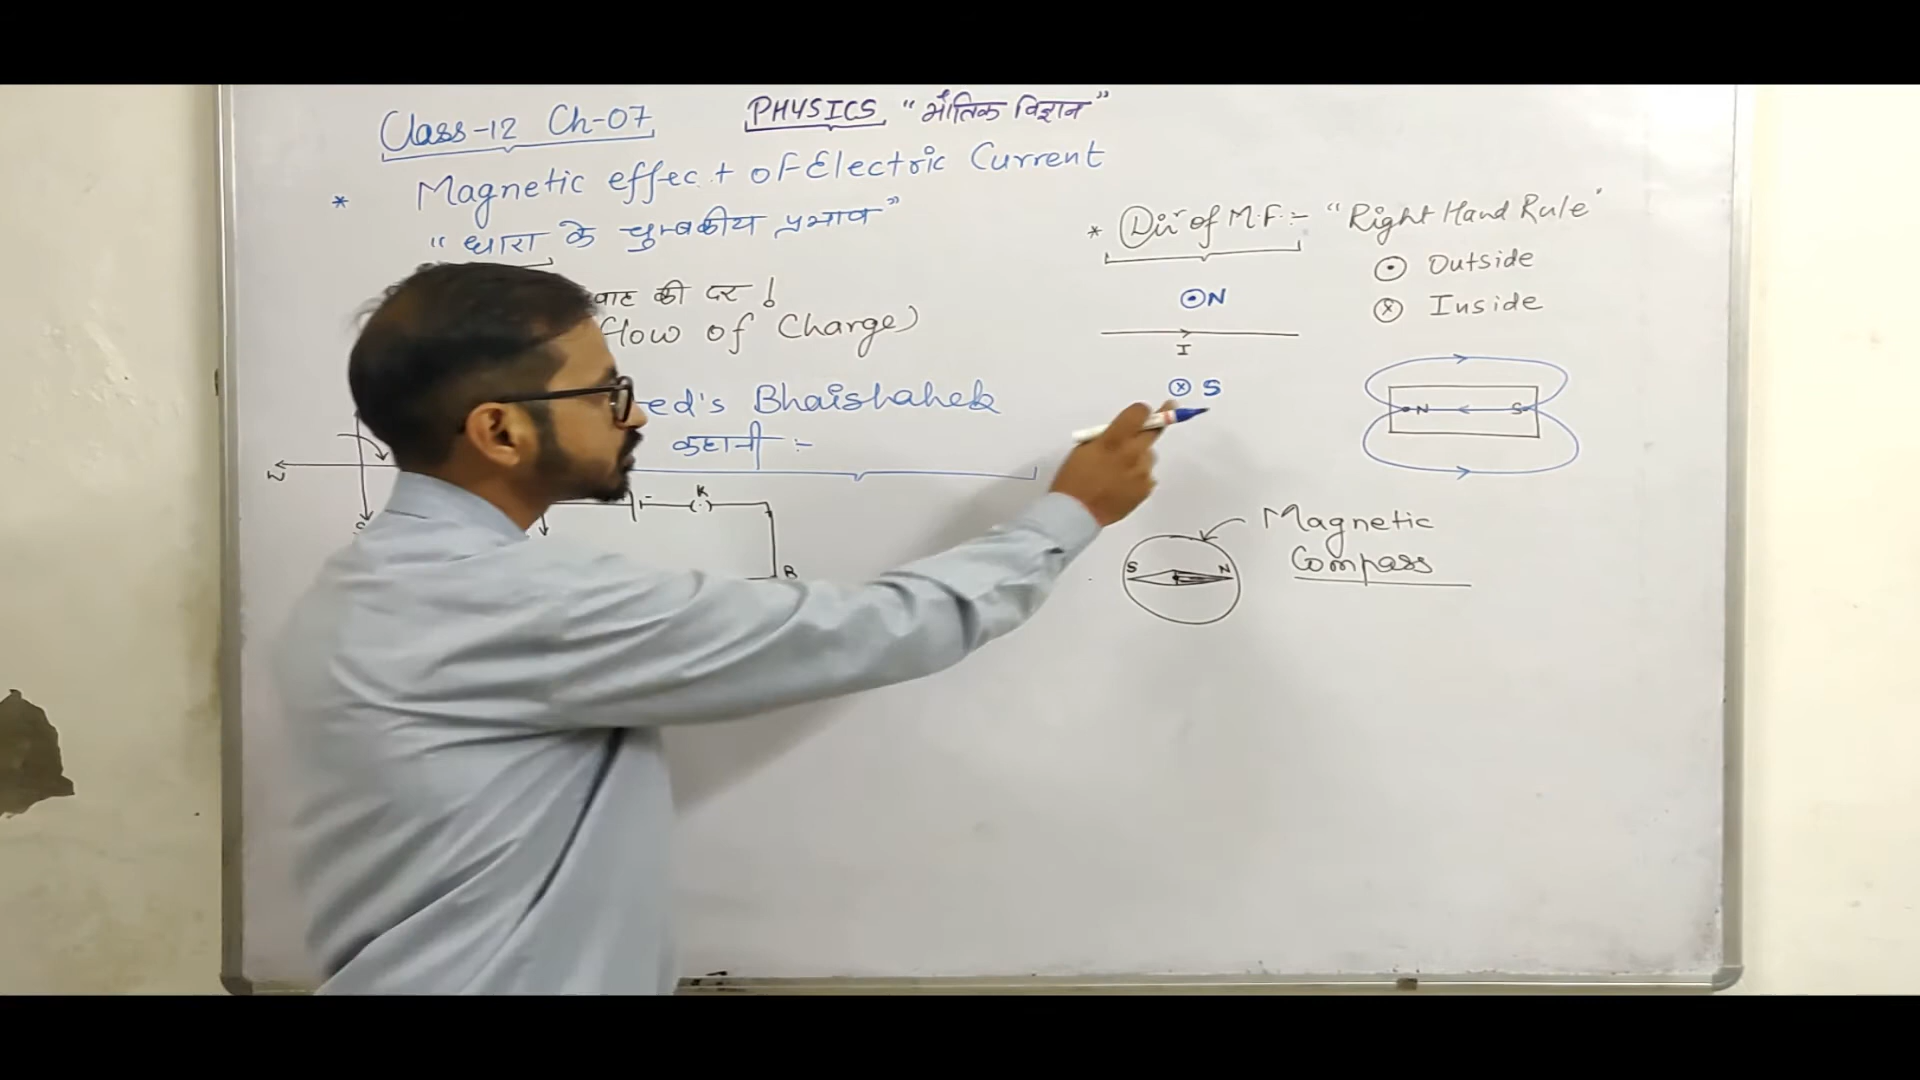 Class-12 Ch-07
PHYSICS "भौतिक विज्ञान"
* Magnetic effect of Electric Current
"धारा के चुम्बकीय प्रभाव"
की दर !
flow of Charge)
ed's Bhaishaheb
कहानी :-
K
B
* Dirⁿ of M.F. :- "Right Hand Rule"
⊙ Outside
⊗ Inside
⊙ N
I
⊗ S
N S
Magnetic
Compass
S N